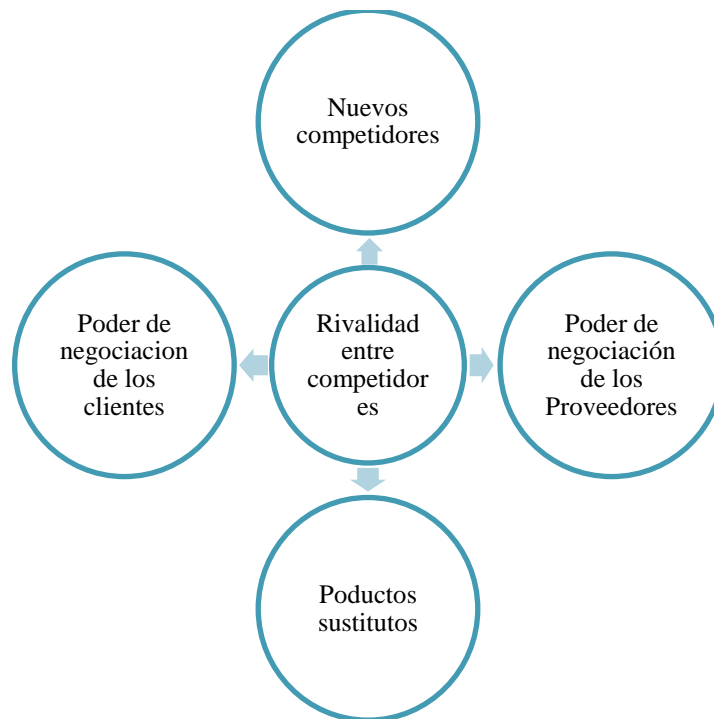 Nuevos
competidores
Poder de
negociacion
de los
clientes
Rivalidad
entre
competidor
es
Poder de
negociación
de los
Proveedores
Poductos
sustitutos